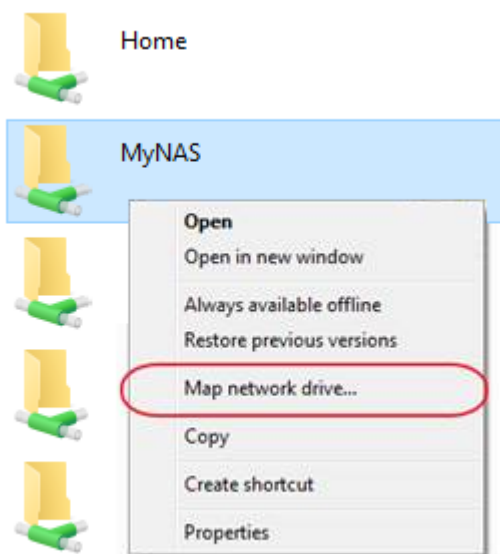 Home
MyNAS
Open
Open in new window
Always available offline
Restore previous versions
Map network drive...
Copy
Create shortcut
Properties